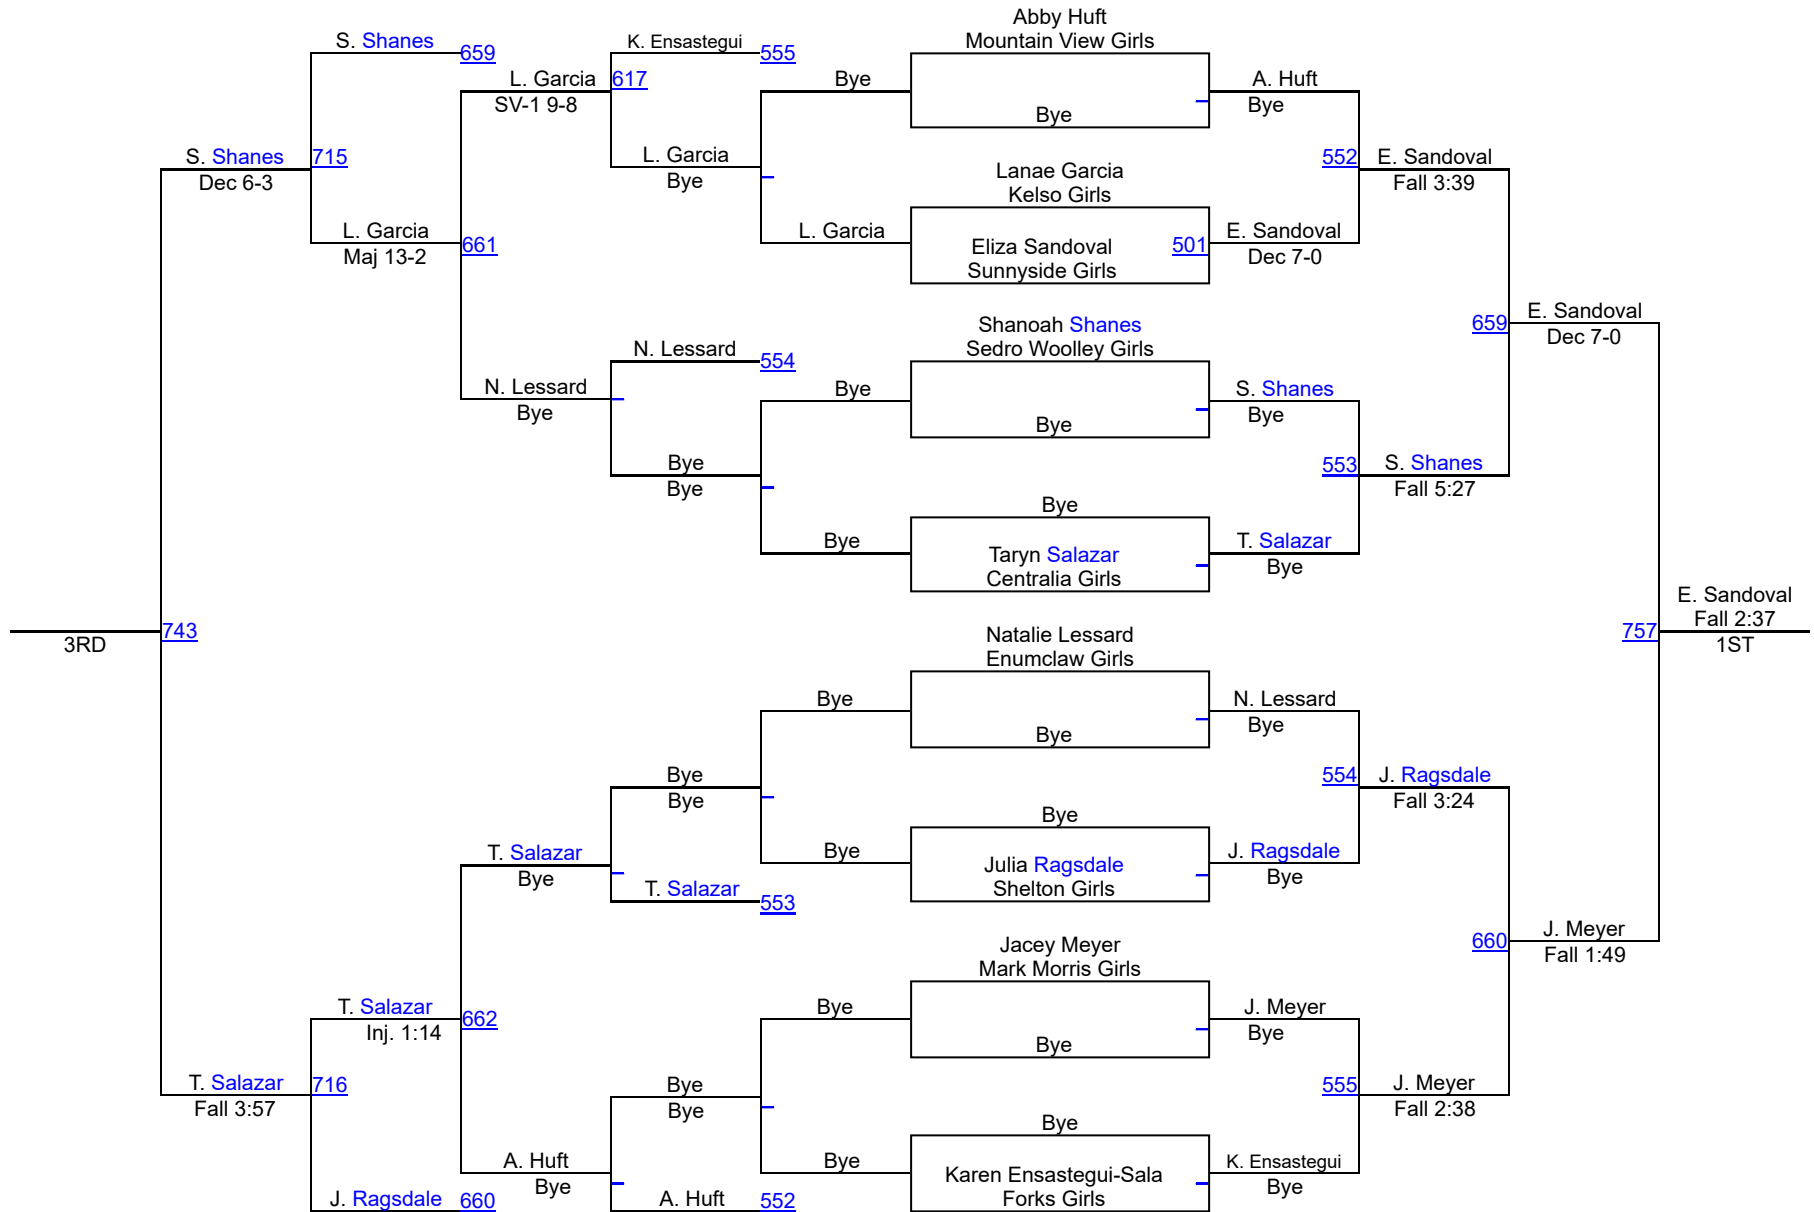 Abby Huft
Mountain View Girls
S. Shanes
659
K. Ensastegui
555
L. Garcia
617
SV-1 9-8
Bye
Bye
A. Huft
Bye
S. Shanes
715
Dec 6-3
L. Garcia
Bye
Lanae Garcia
Kelso Girls
552
E. Sandoval
Fall 3:39
L. Garcia
661
Maj 13-2
L. Garcia
Eliza Sandoval
501
Sunnyside Girls
E. Sandoval
Dec 7-0
Shanoah Shanes
Sedro Woolley Girls
659
E. Sandoval
Dec 7-0
N. Lessard
554
N. Lessard
Bye
Bye
Bye
S. Shanes
Bye
Bye
Bye
553
S. Shanes
Fall 5:27
Bye
Bye
Taryn Salazar
Centralia Girls
T. Salazar
Bye
3RD
743
Natalie Lessard
Enumclaw Girls
757
E. Sandoval
Fall 2:37
1ST
Bye
Bye
N. Lessard
Bye
Bye
Bye
554
J. Ragsdale
Fall 3:24
T. Salazar
Bye
T. Salazar
553
Bye
Bye
Julia Ragsdale
Shelton Girls
J. Ragsdale
Bye
Jacey Meyer
Mark Morris Girls
660
J. Meyer
Fall 1:49
T. Salazar
662
Inj. 1:14
Bye
Bye
J. Meyer
Bye
T. Salazar
716
Fall 3:57
Bye
Bye
555
J. Meyer
Fall 2:38
A. Huft
Bye
Bye
Bye
Karen Ensastegui-Sala
Forks Girls
K. Ensastegui
Bye
J. Ragsdale
660
A. Huft
552